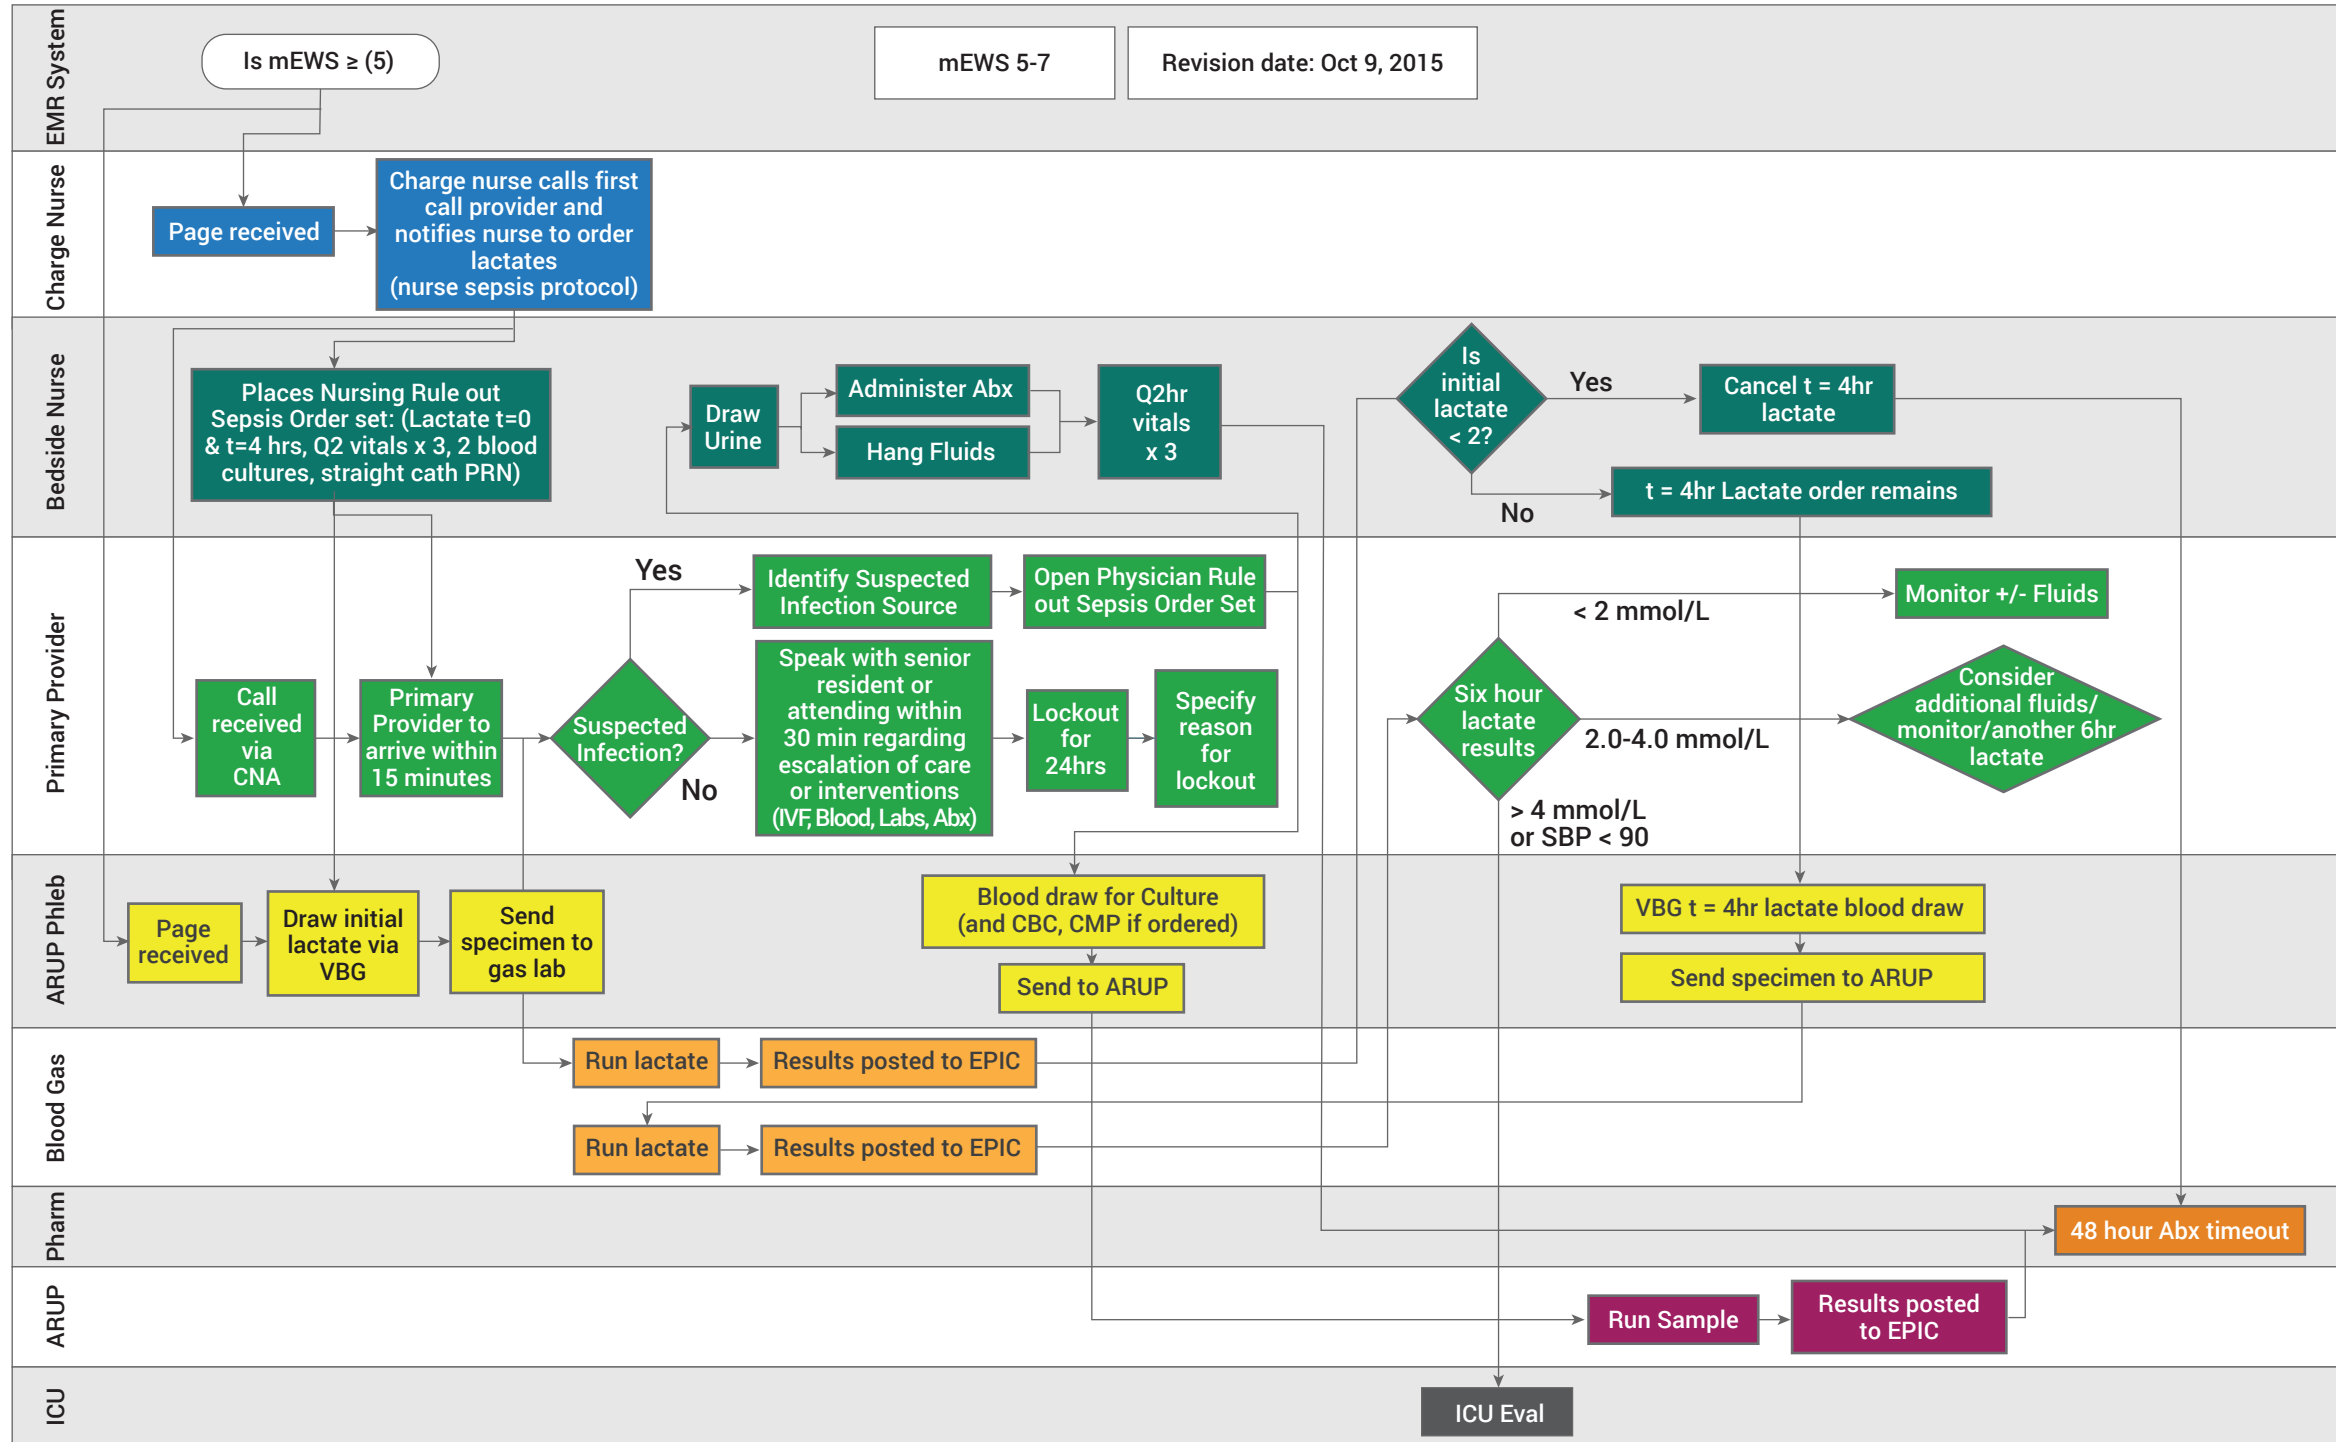 EMR System
Is mEWS ≥ (5)
mEWS 5-7
Revision date: Oct 9, 2015
Charge Nurse
Page received
Charge nurse calls first
call provider and
notifies nurse to order
lactates
(nurse sepsis protocol)
Bedside Nurse
Places Nursing Rule out
Sepsis Order set: (Lactate t=0
& t=4 hrs, Q2 vitals x 3, 2 blood
cultures, straight cath PRN)
Draw
Urine
Administer Abx
Hang Fluids
Q2hr
vitals
x 3
Is
initial
lactate
< 2?
Yes
Cancel t = 4hr
lactate
No
t = 4hr Lactate order remains
Primary Provider
Call
received
via
CNA
Primary
Provider to
arrive within
15 minutes
Suspected
Infection?
Yes
Identify Suspected
Infection Source
Open Physician Rule
out Sepsis Order Set
No
Speak with senior
resident or
attending within
30 min regarding
escalation of care
or interventions
(IVF, Blood, Labs, Abx)
Lockout
for
24hrs
Specify
reason
for
lockout
Six hour
lactate
results
< 2 mmol/L
Monitor +/- Fluids
2.0-4.0 mmol/L
Consider
additional fluids/
monitor/another 6hr
lactate
> 4 mmol/L
or SBP < 90
ARUP Phleb
Page
received
Draw initial
lactate via
VBG
Send
specimen to
gas lab
Blood draw for Culture
(and CBC, CMP if ordered)
Send to ARUP
VBG t = 4hr lactate blood draw
Send specimen to ARUP
Blood Gas
Run lactate
Results posted to EPIC
Run lactate
Results posted to EPIC
Pharm
48 hour Abx timeout
ARUP
Run Sample
Results posted
to EPIC
ICU
ICU Eval